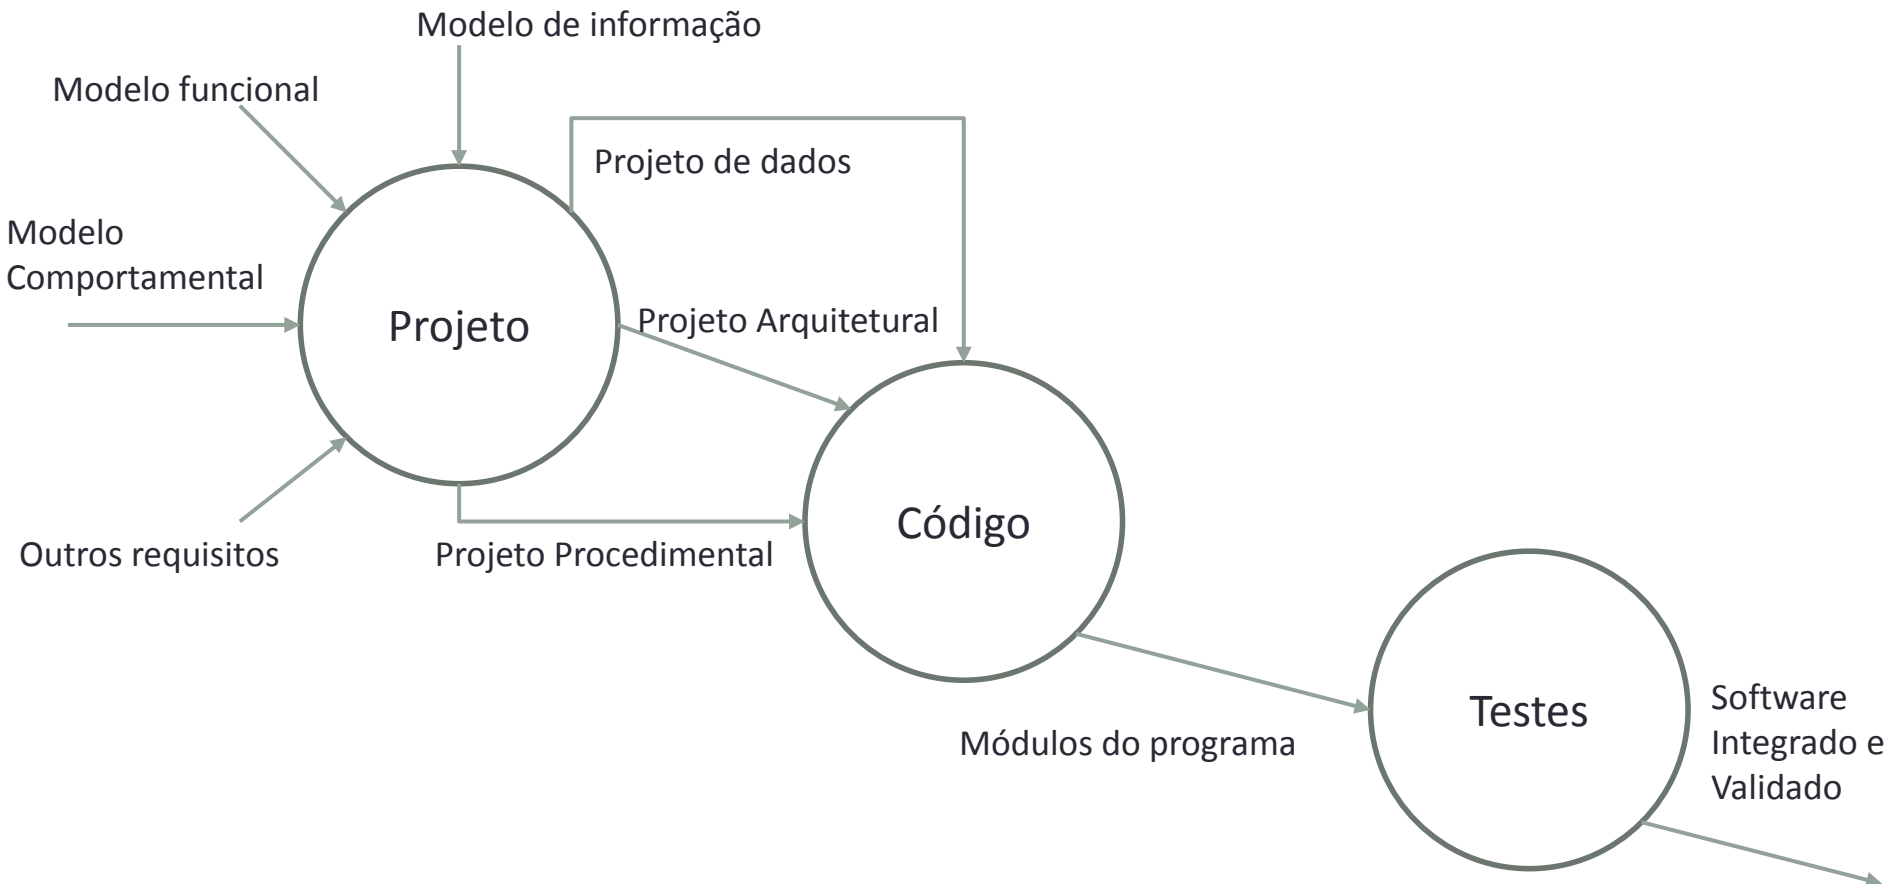 Modelo de informação
Modelo funcional
Projeto de dados
Modelo
Comportamental
Projeto
Projeto Arquitetural
Código
Outros requisitos
Projeto Procedimental
Módulos do programa
Testes
Software
Integrado e
Validado